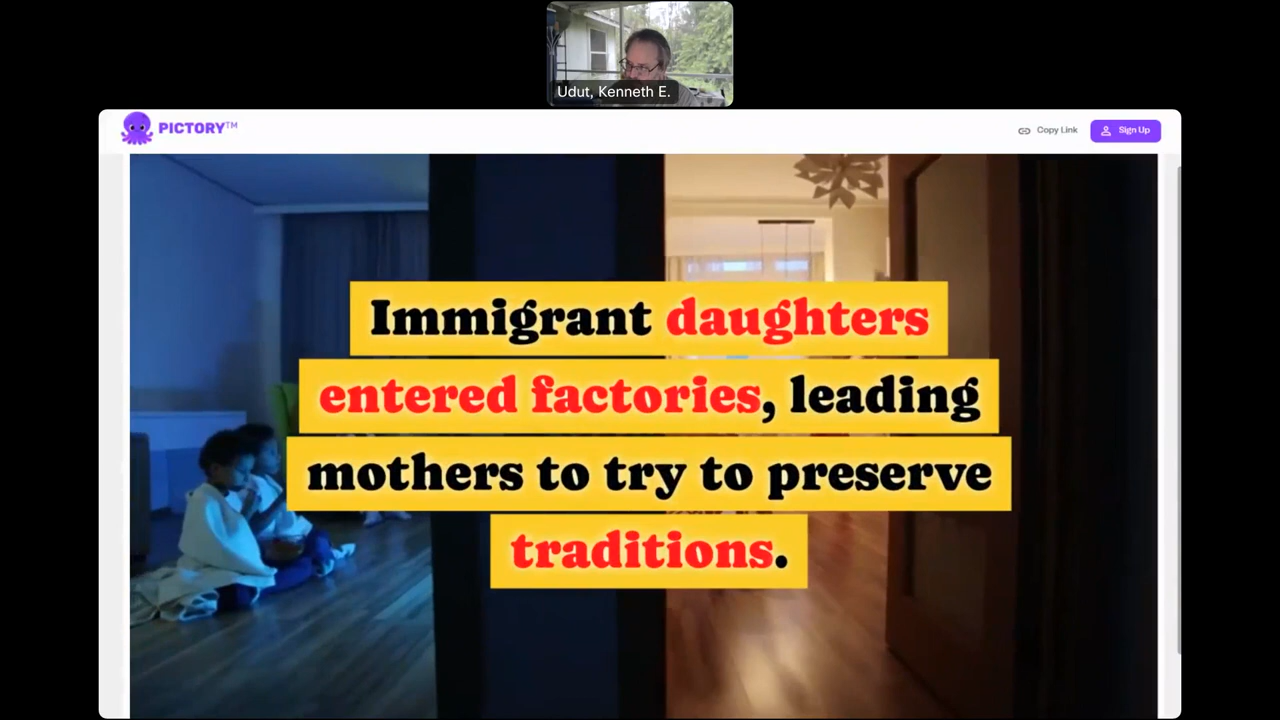 Udut, Kenneth E.
PICTORY™
Copy Link
Sign Up
Immigrant daughters
entered factories, leading
mothers to try to preserve
traditions.